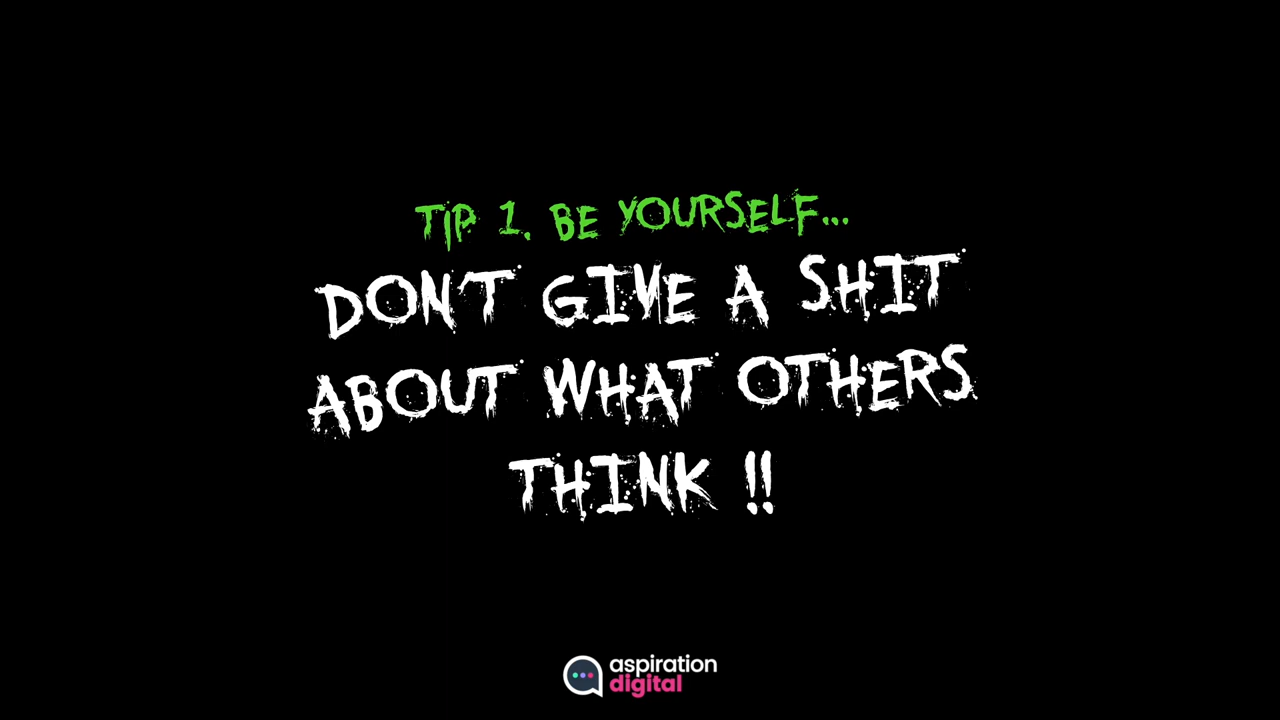 TIP 1. BE YOURSELF...
DON'T GIVE A SHIT
ABOUT WHAT OTHERS
THINK !!
aspiration
digital